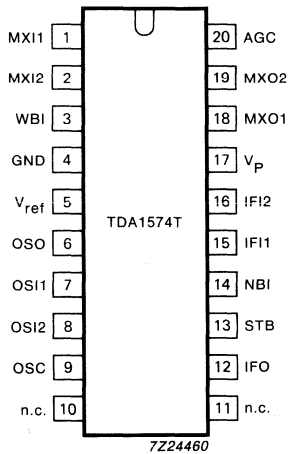 MXI1 1 20 AGC
MXI2 2 19 MXO2
WBI 3 18 MXO1
GND 4 17 Vp
Vref 5 16 IFI2
TDA1574T
OSO 6 15 IFI1
OSI1 7 14 NBI
OSI2 8 13 STB
OSC 9 12 IFO
n.c. 10 11 n.c.
7Z24460